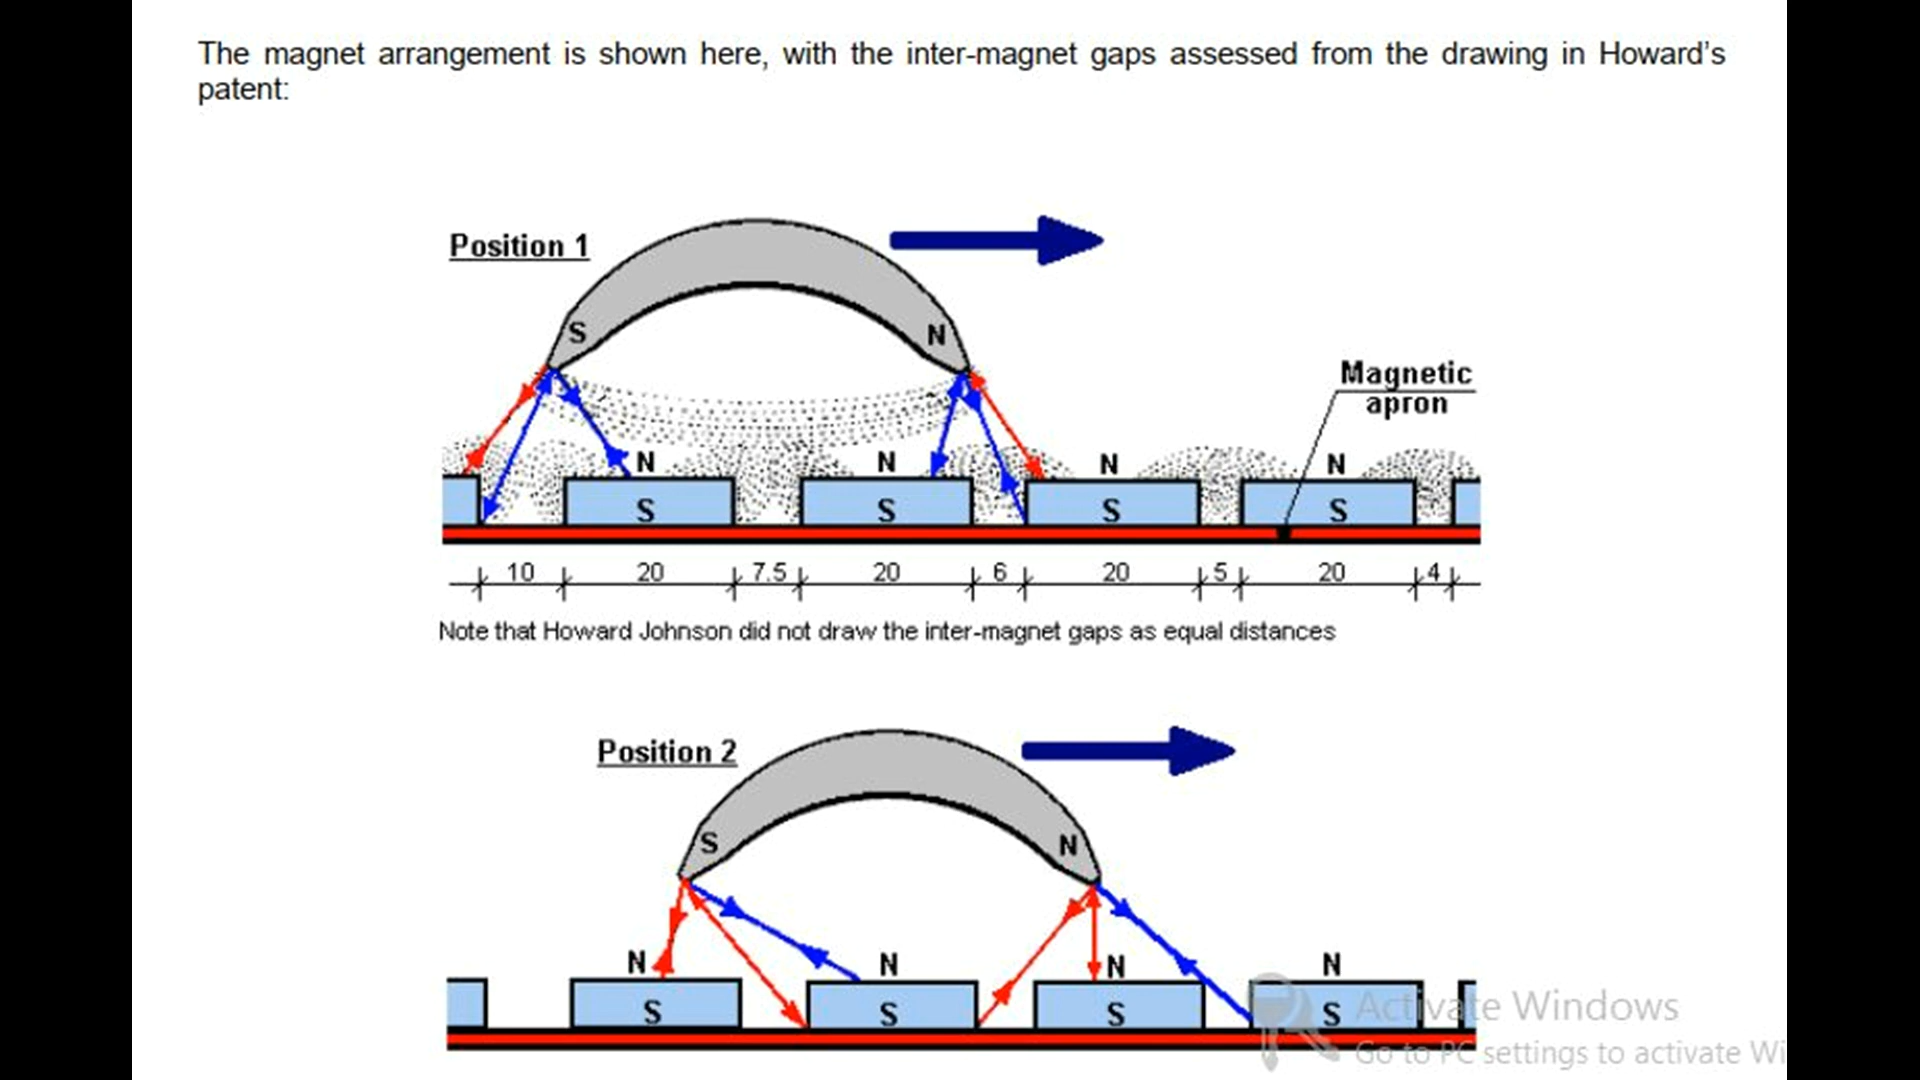 The magnet arrangement is shown here, with the inter-magnet gaps assessed from the drawing in Howard's
patent:
Position 1
S N
Magnetic
apron
N N N N
S S S S
10 20 7.5 20 6 20 5 20 4
Note that Howard Johnson did not draw the inter-magnet gaps as equal distances
Position 2
S N
N N N N
S S S S
Activate Windows
Go to PC settings to activate Wi